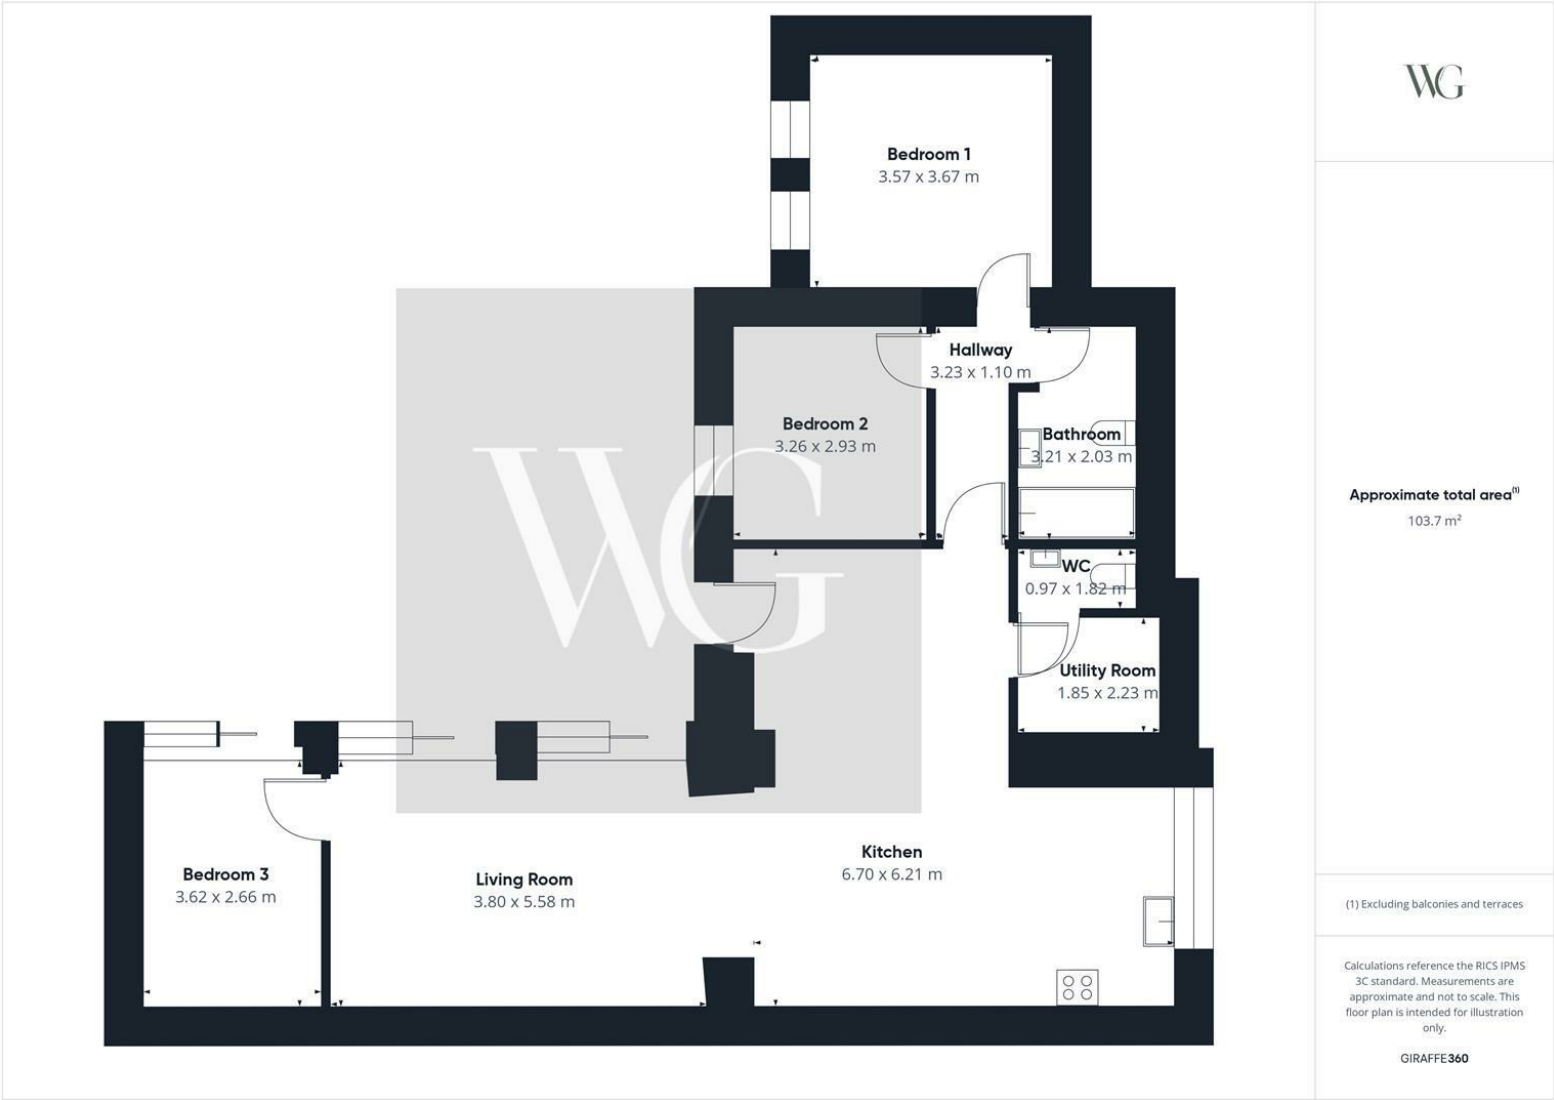 WG
Bedroom 1
3.57 x 3.67 m
Hallway
3.23 x 1.10 m
Bedroom 2
3.26 x 2.93 m
Bathroom
3.21 x 2.03 m
WG
WC
0.97 x 1.82 m
Utility Room
1.85 x 2.23 m
Kitchen
6.70 x 6.21 m
Bedroom 3
3.62 x 2.66 m
Living Room
3.80 x 5.58 m
Approximate total area(1)
103.7 m²
(1) Excluding balconies and terraces
Calculations reference the RICS IPMS
3C standard. Measurements are
approximate and not to scale. This
floor plan is intended for illustration
only.
GIRAFFE360